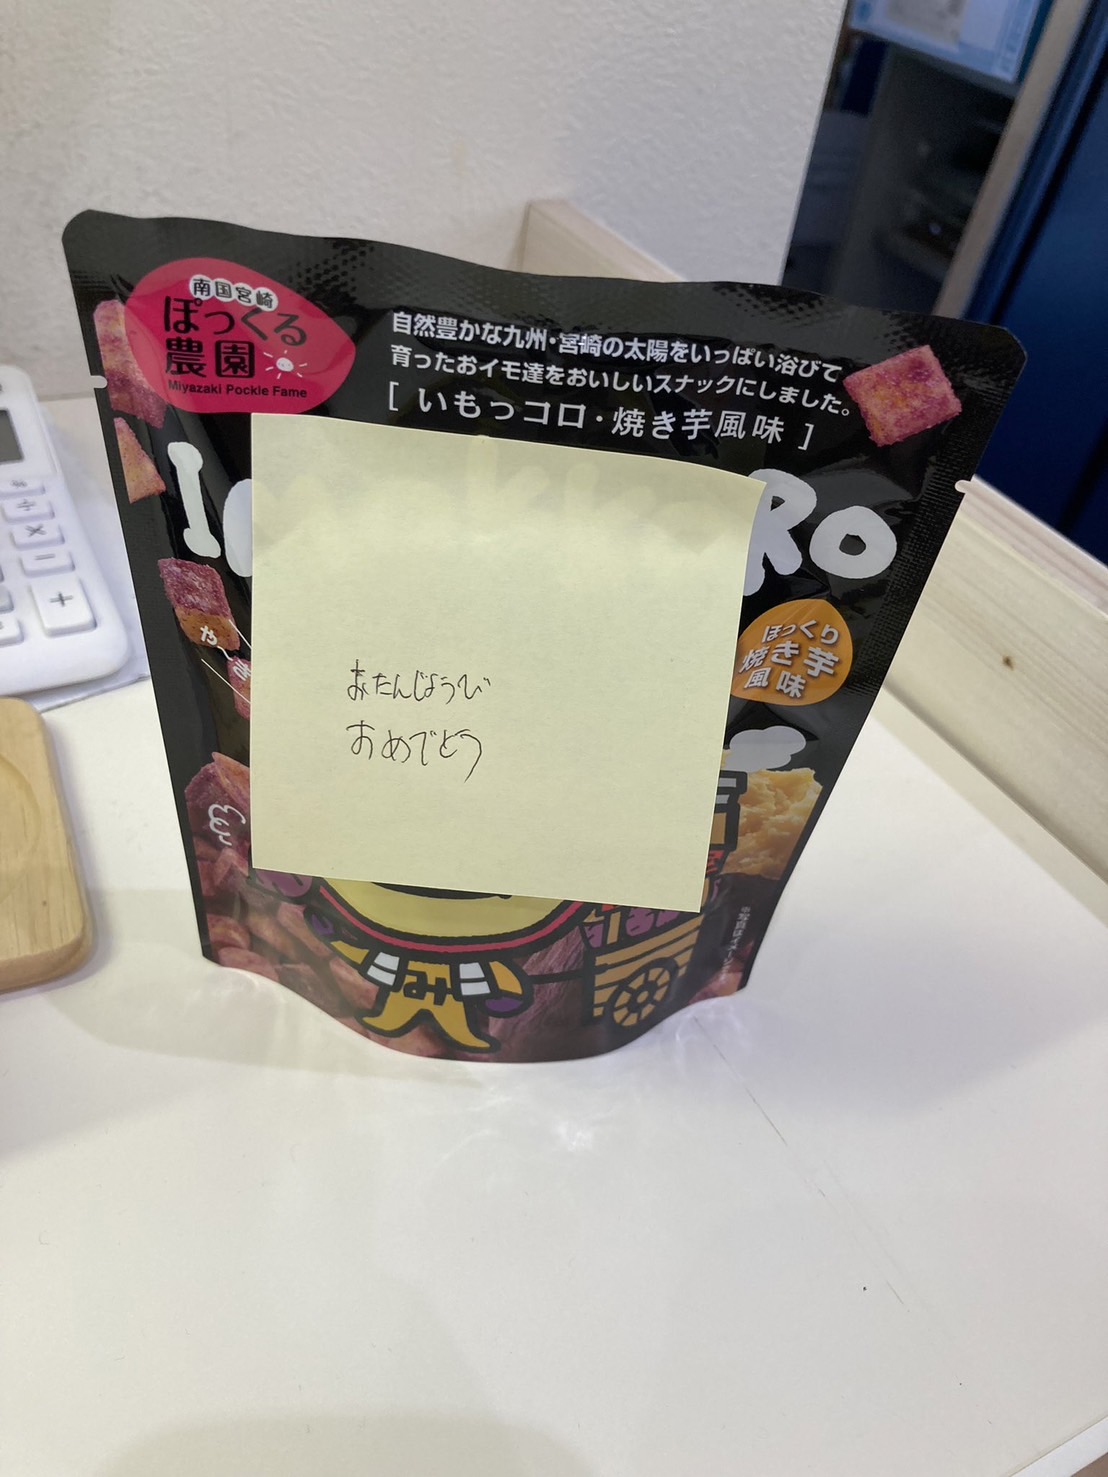 南国宮崎
ぽっくる
農園
Miyazaki Pockle Fame
自然豊かな九州・宮崎の太陽をいっぱい浴びて
育ったおイモ達をおいしいスナックにしました。
[ いもっコロ・焼き芋風味 ]
RO
おたんじょうび
おめでとう
ほっくり
焼き芋
風味
や
み
+